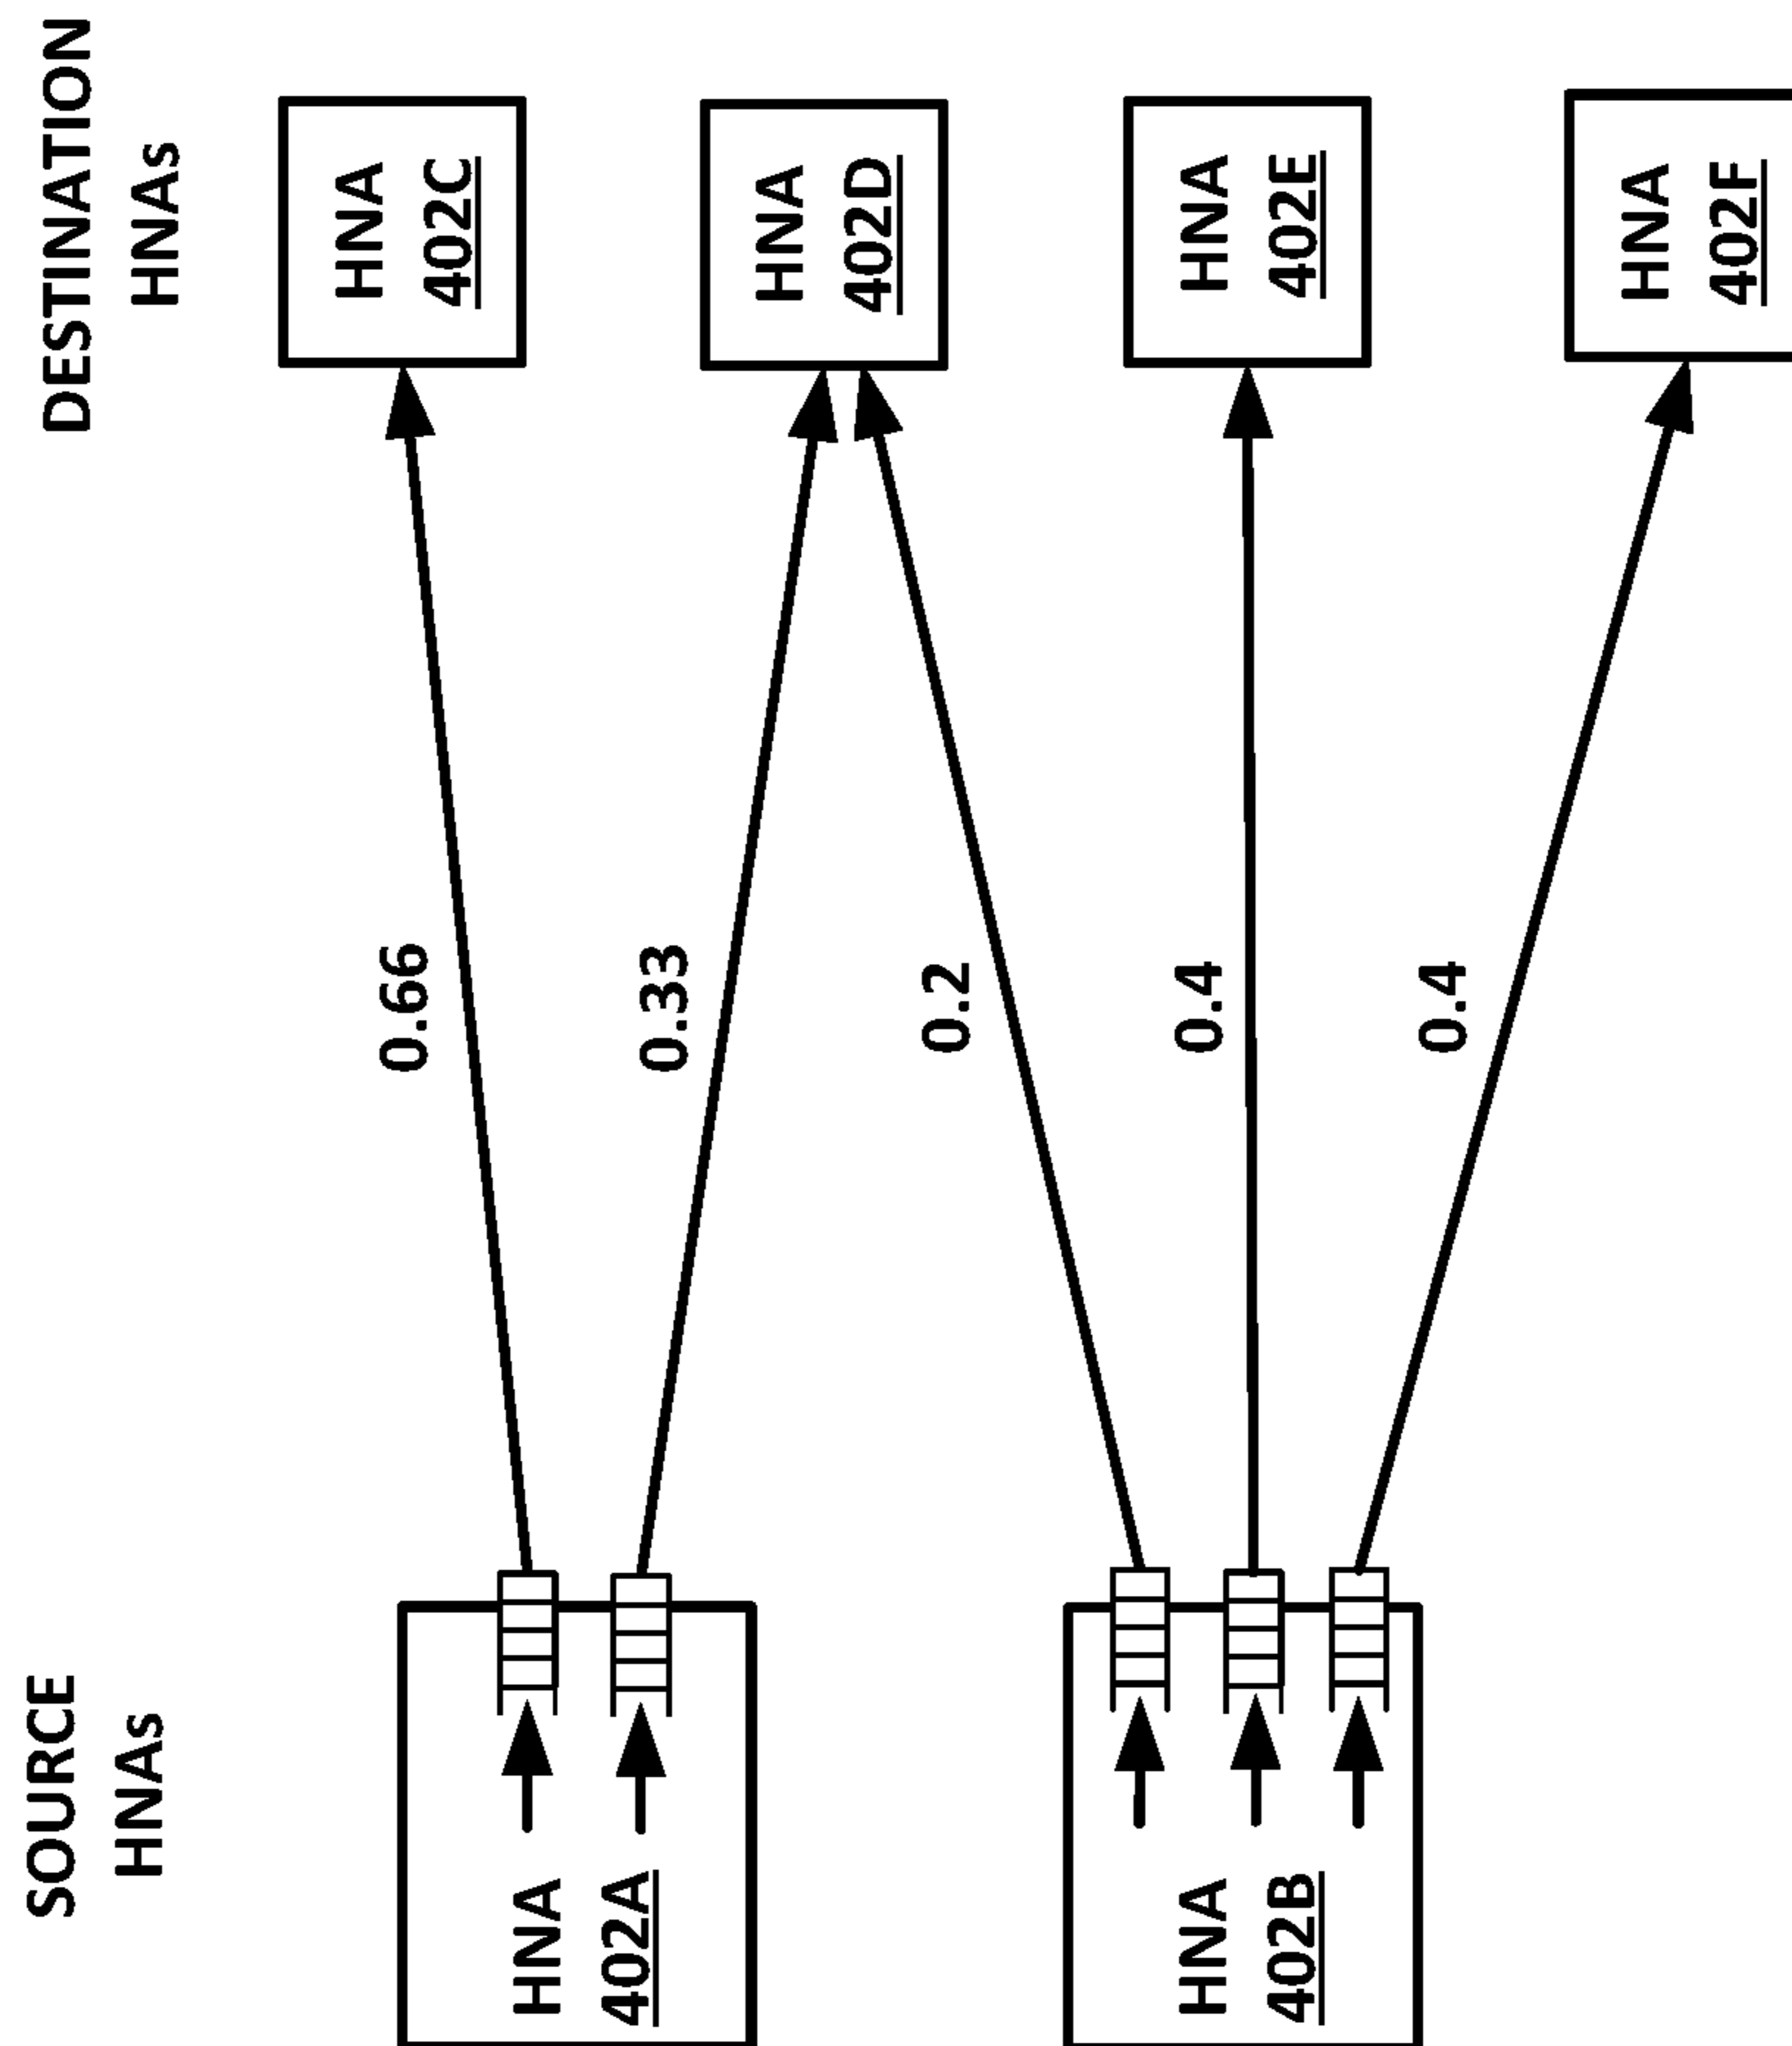 SOURCE
HNAs
DESTINATION
HNAs
HNA
402A
0.66
HNA
402C
0.33
HNA
402D
HNA
402B
0.2
0.4
HNA
402E
0.4
HNA
402F